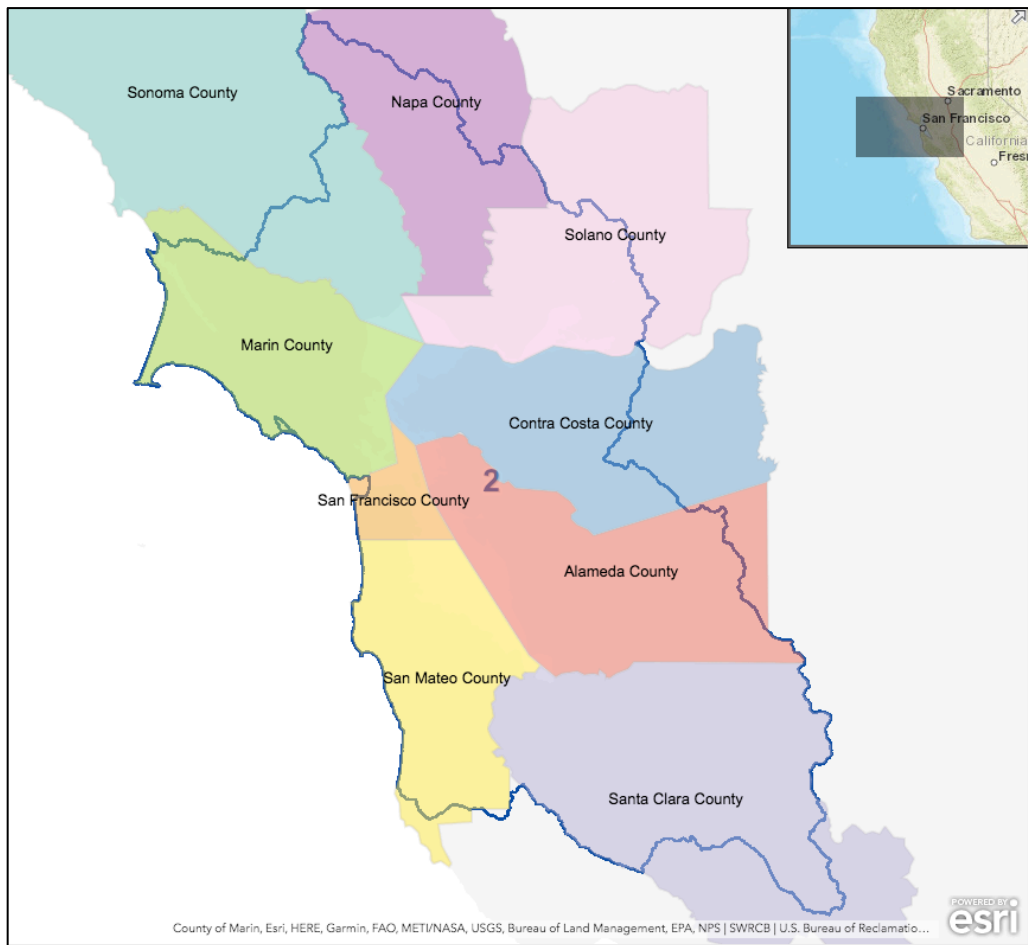 Sonoma County
Napa County
Sacramento
San Francisco
California
Fresn
Solano County
Marin County
Contra Costa County
2
San Francisco County
Alameda County
San Mateo County
Santa Clara County
County of Marin, Esri, HERE, Garmin, FAO, METI/NASA, USGS, Bureau of Land Management, EPA, NPS | SWRCB | U.S. Bureau of Reclamatio...
POWERED BY
esri